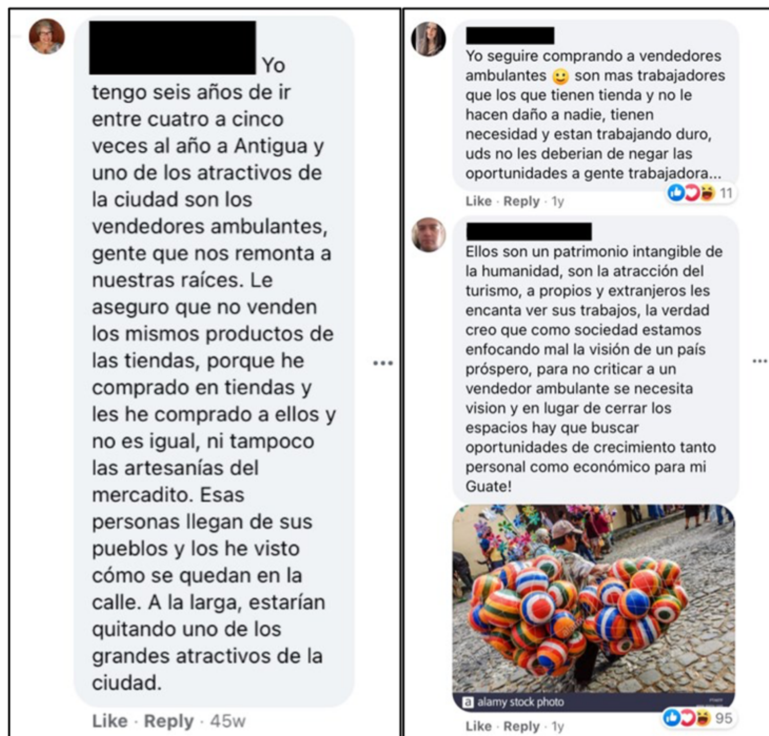 Yo
tengo seis años de ir
entre cuatro a cinco
veces al año a Antigua y
uno de los atractivos de
la ciudad son los
vendedores ambulantes,
gente que nos remonta a
nuestras raíces. Le
aseguro que no venden
los mismos productos de
las tiendas, porque he
comprado en tiendas y
les he comprado a ellos y
no es igual, ni tampoco
las artesanías del
mercadito. Esas
personas llegan de sus
pueblos y los he visto
cómo se quedan en la
calle. A la larga, estarían
quitando uno de los
grandes atractivos de la
ciudad.
Like · Reply · 45w
Yo seguire comprando a vendedores
ambulantes 😀 son mas trabajadores
que los que tienen tienda y no le
hacen daño a nadie, tienen
necesidad y estan trabajando duro,
uds no les deberian de negar las
oportunidades a gente trabajadora...
11
Like · Reply · 1y
Ellos son un patrimonio intangible de
la humanidad, son la atracción del
turismo, a propios y extranjeros les
encanta ver sus trabajos, la verdad
creo que como sociedad estamos
enfocando mal la visión de un país
próspero, para no criticar a un
vendedor ambulante se necesita
vision y en lugar de cerrar los
espacios hay que buscar
oportunidades de crecimiento tanto
personal como económico para mi
Guate!
a alamy stock photo
95
Like · Reply · 1y